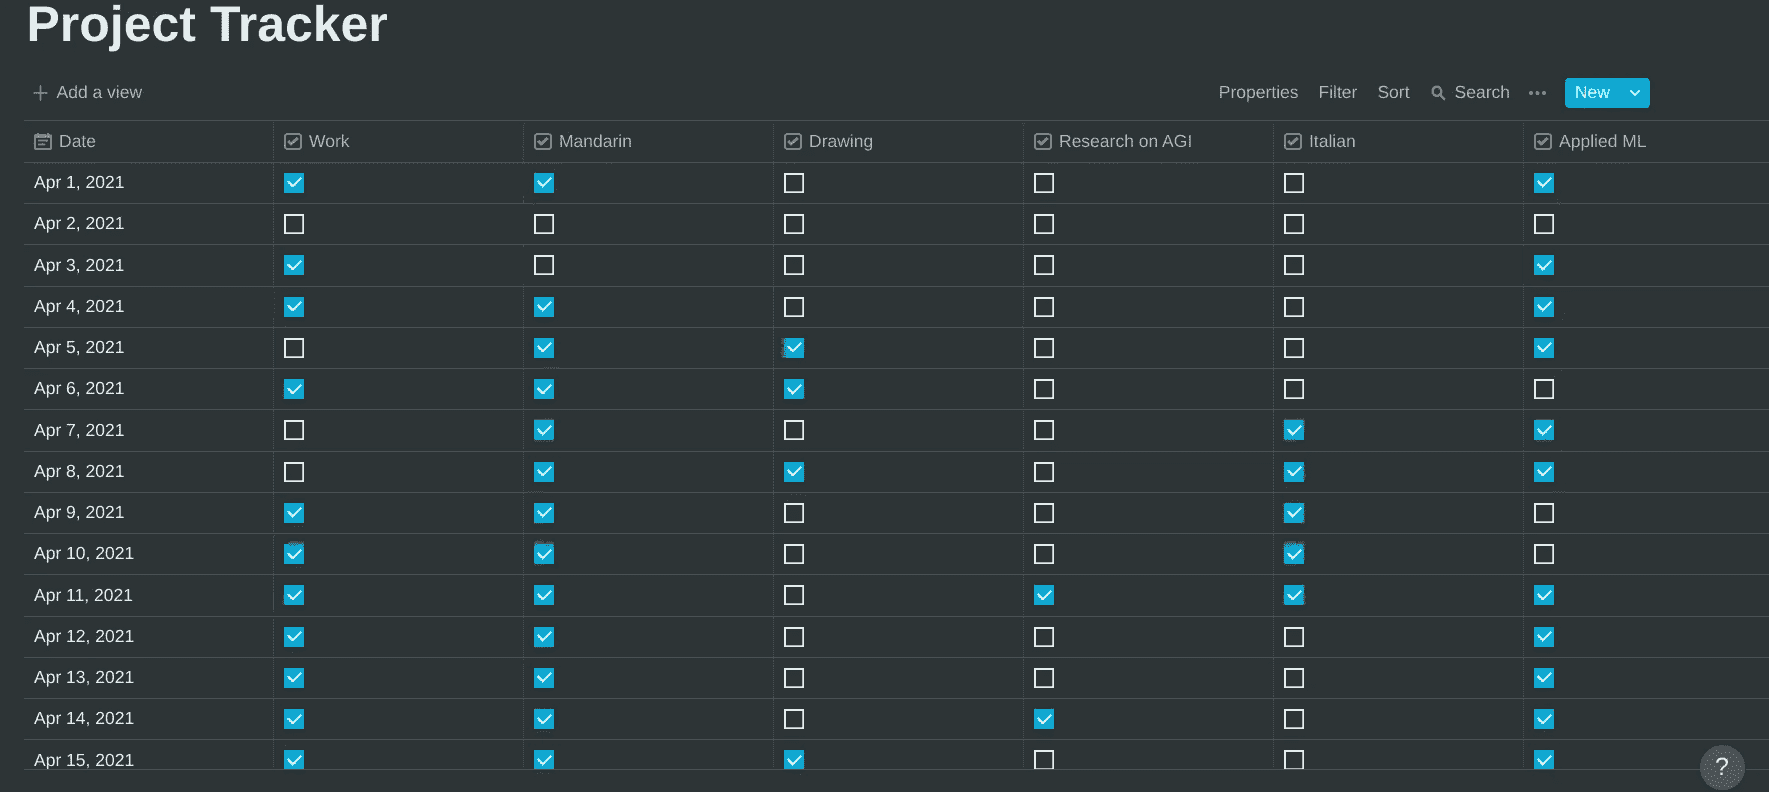 Project Tracker
Add a view Properties Filter Sort Search New
Date Work Mandarin Drawing Research on AGI Italian Applied ML
Apr 1, 2021
Apr 2, 2021
Apr 3, 2021
Apr 4, 2021
Apr 5, 2021
Apr 6, 2021
Apr 7, 2021
Apr 8, 2021
Apr 9, 2021
Apr 10, 2021
Apr 11, 2021
Apr 12, 2021
Apr 13, 2021
Apr 14, 2021
Apr 15, 2021
?